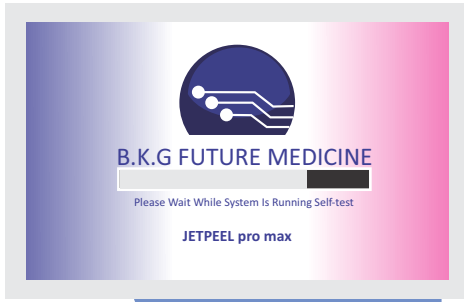 B.K.G FUTURE MEDICINE
Please Wait While System Is Running Self-test
JETPEEL pro max